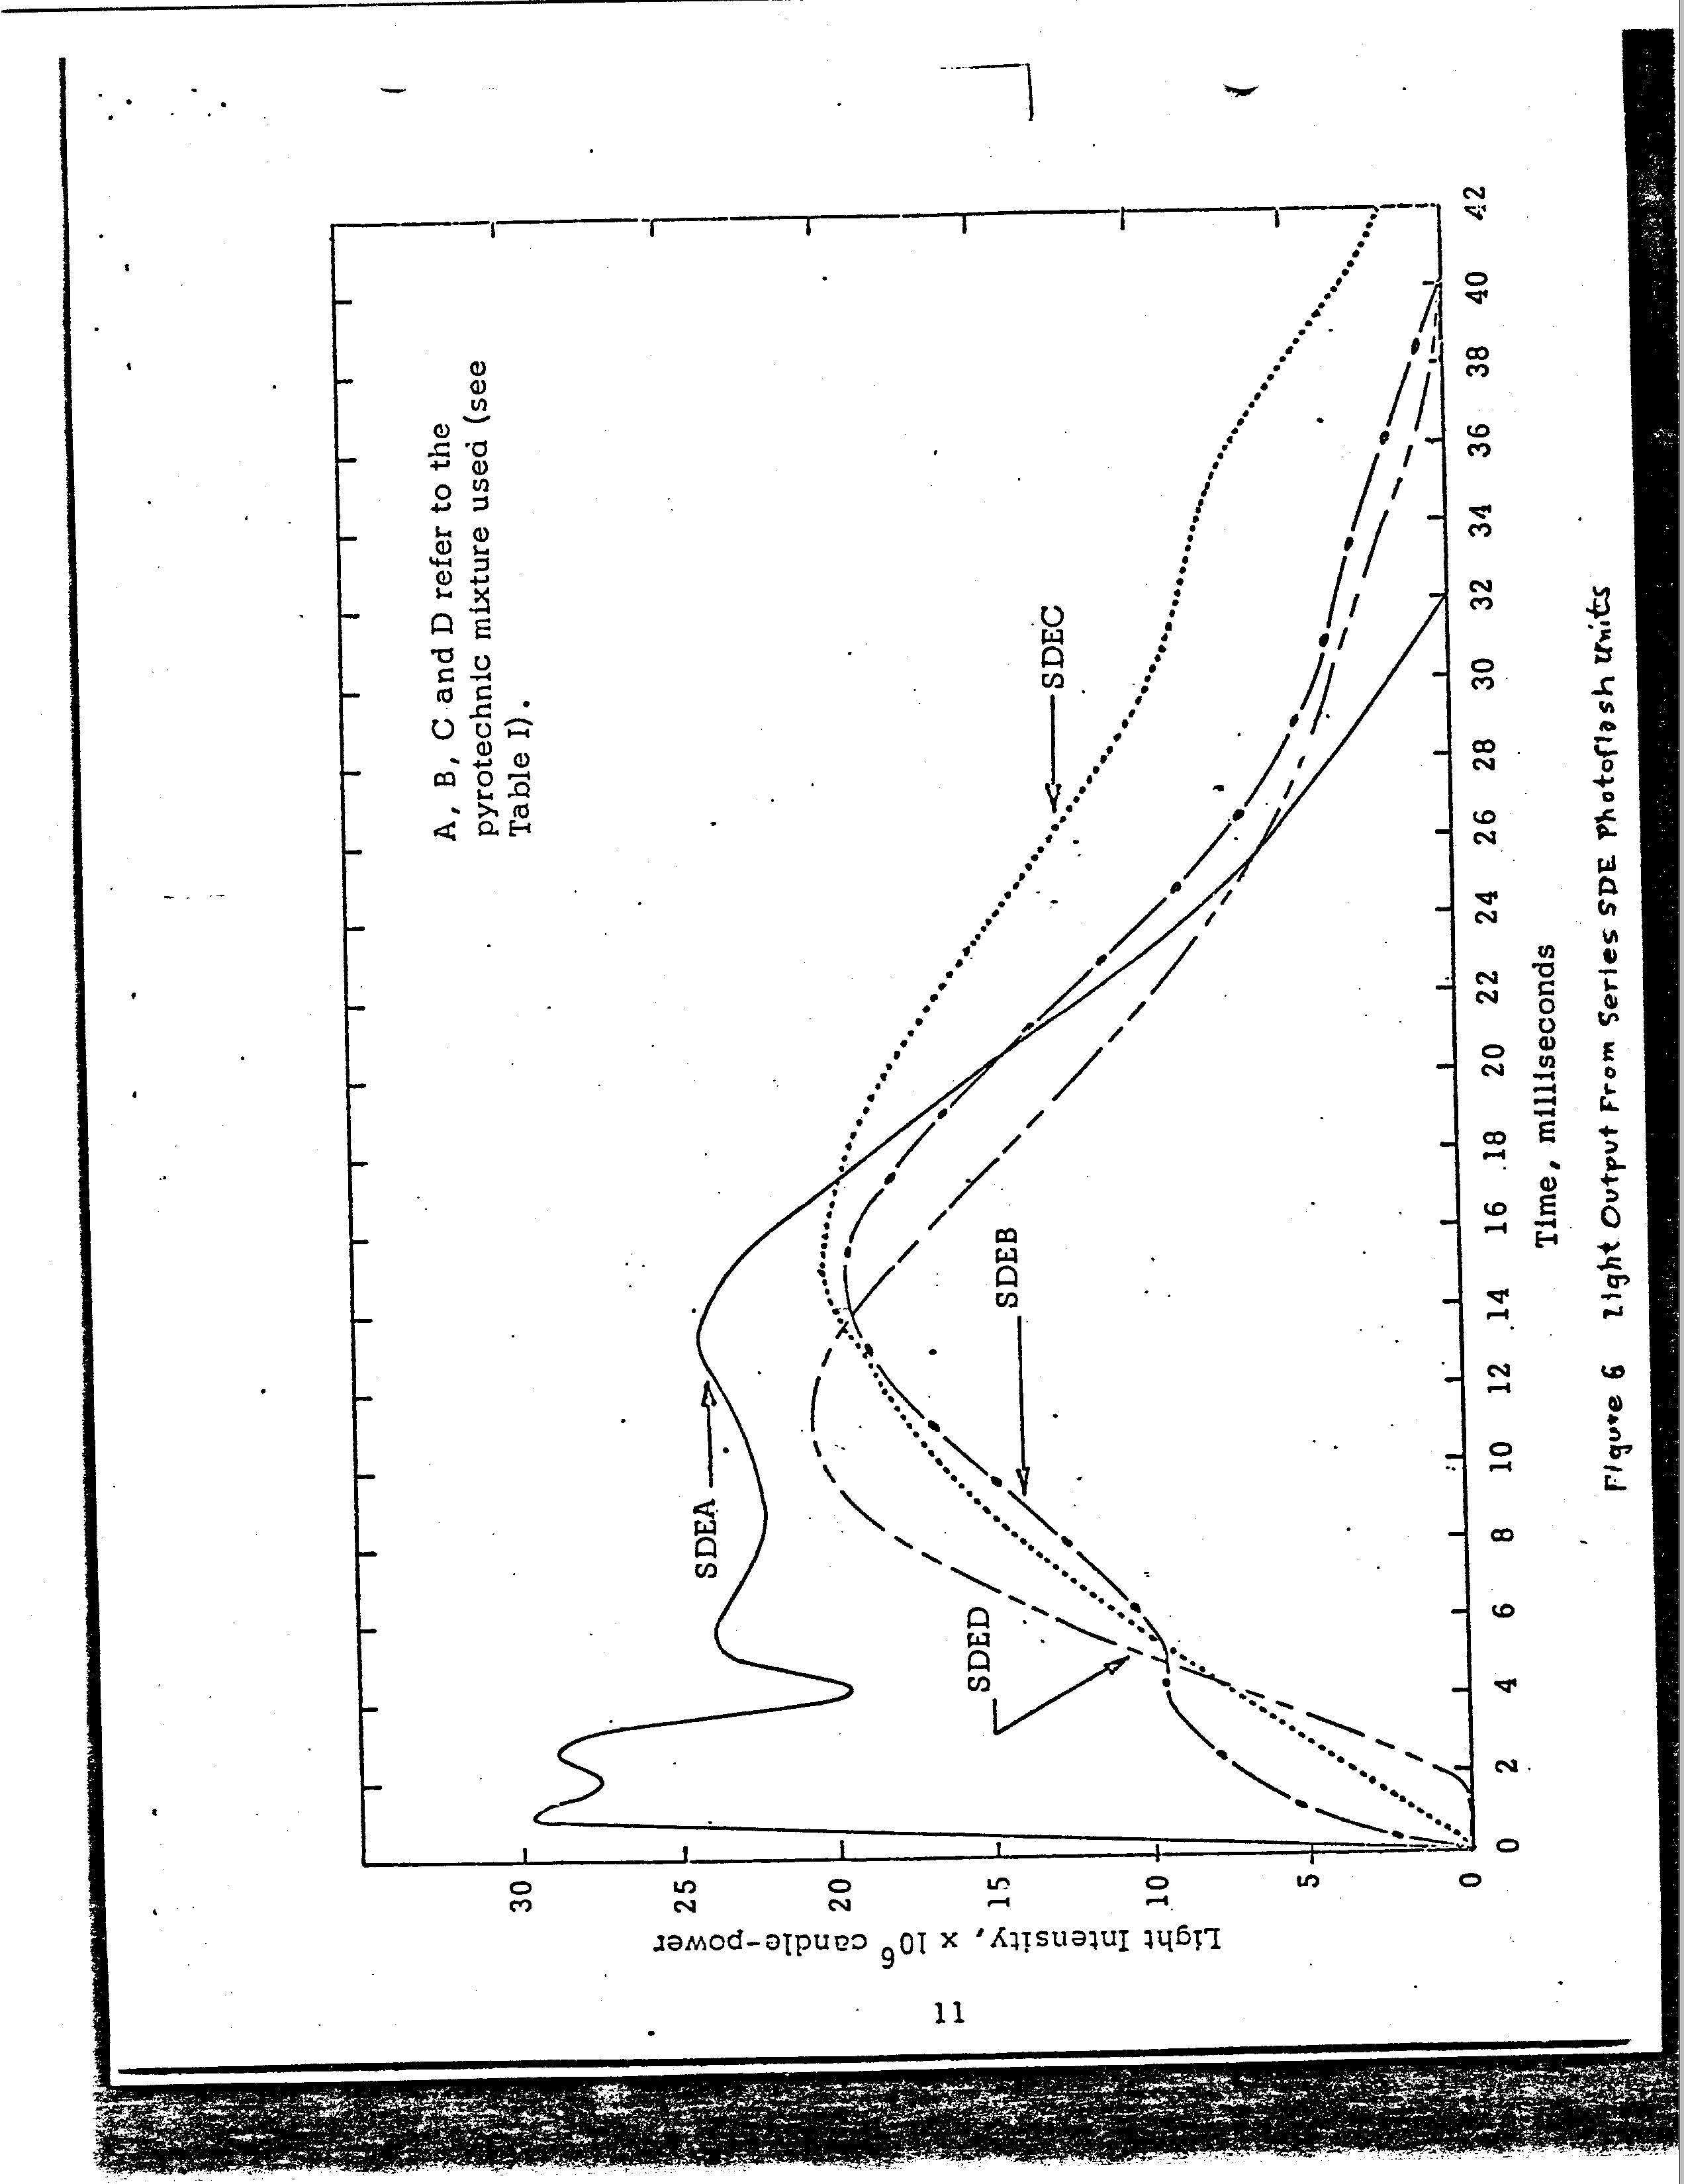 A, B, C and D refer to the
pyrotechnic mixture used (see
Table I).
SDEA
SDED
SDEB
SDEC
30
25
20
15
10
5
0
Light Intensity, x 10⁶ candle-power
0 2 4 6 8 10 12 14 16 18 20 22 24 26 28 30 32 34 36 38 40 42
Time, milliseconds
Figure 6 Light Output From Series SDE Photoflash Units
11